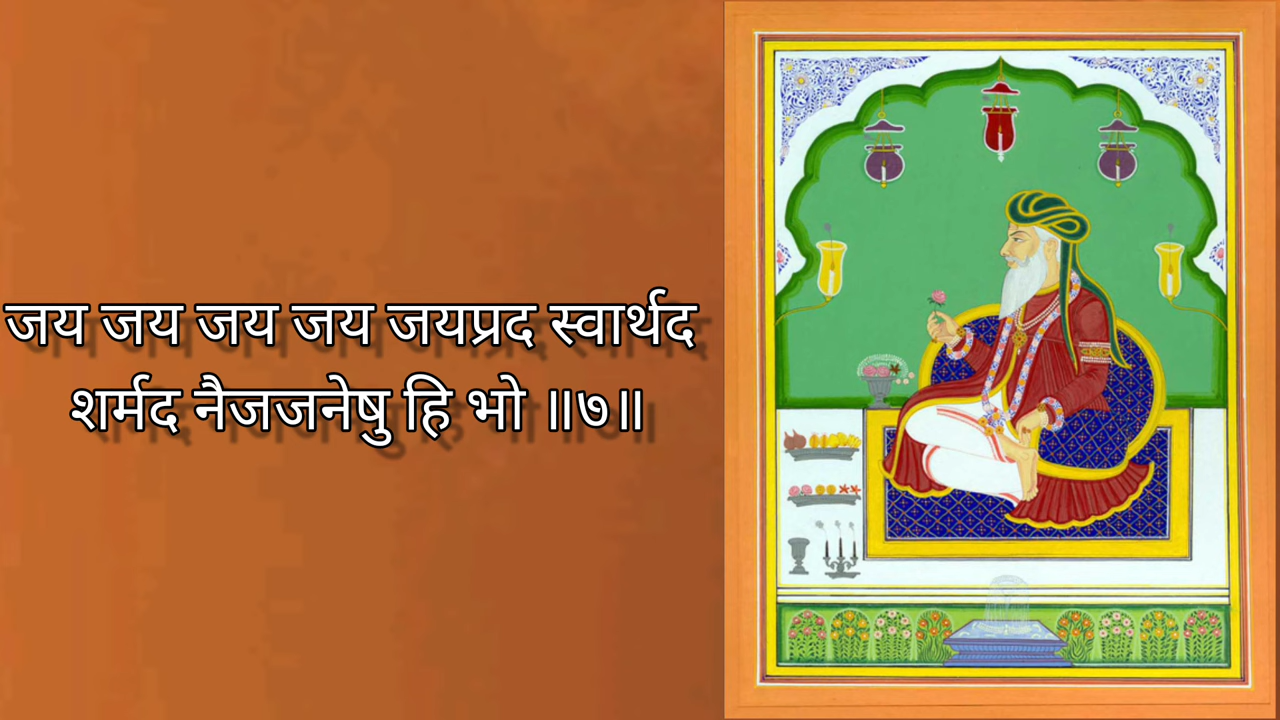 जय जय जय जय जयप्रद स्वार्थद
शर्मद नैजजनेषु हि भो ॥७॥